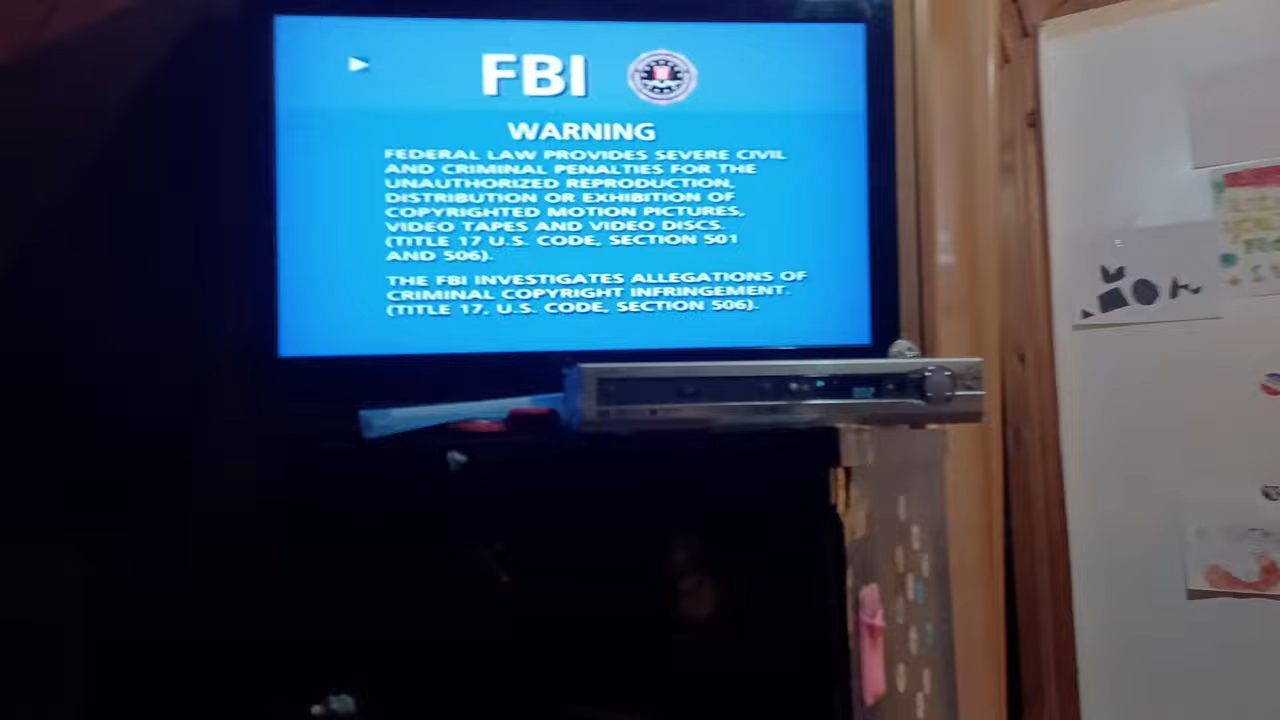 FBI
WARNING
FEDERAL LAW PROVIDES SEVERE CIVIL
AND CRIMINAL PENALTIES FOR THE
UNAUTHORIZED REPRODUCTION,
DISTRIBUTION OR EXHIBITION OF
COPYRIGHTED MOTION PICTURES,
VIDEO TAPES AND VIDEO DISCS.
(TITLE 17 U.S. CODE, SECTION 501
AND 506).
THE FBI INVESTIGATES ALLEGATIONS OF
CRIMINAL COPYRIGHT INFRINGEMENT.
(TITLE 17, U.S. CODE, SECTION 506).